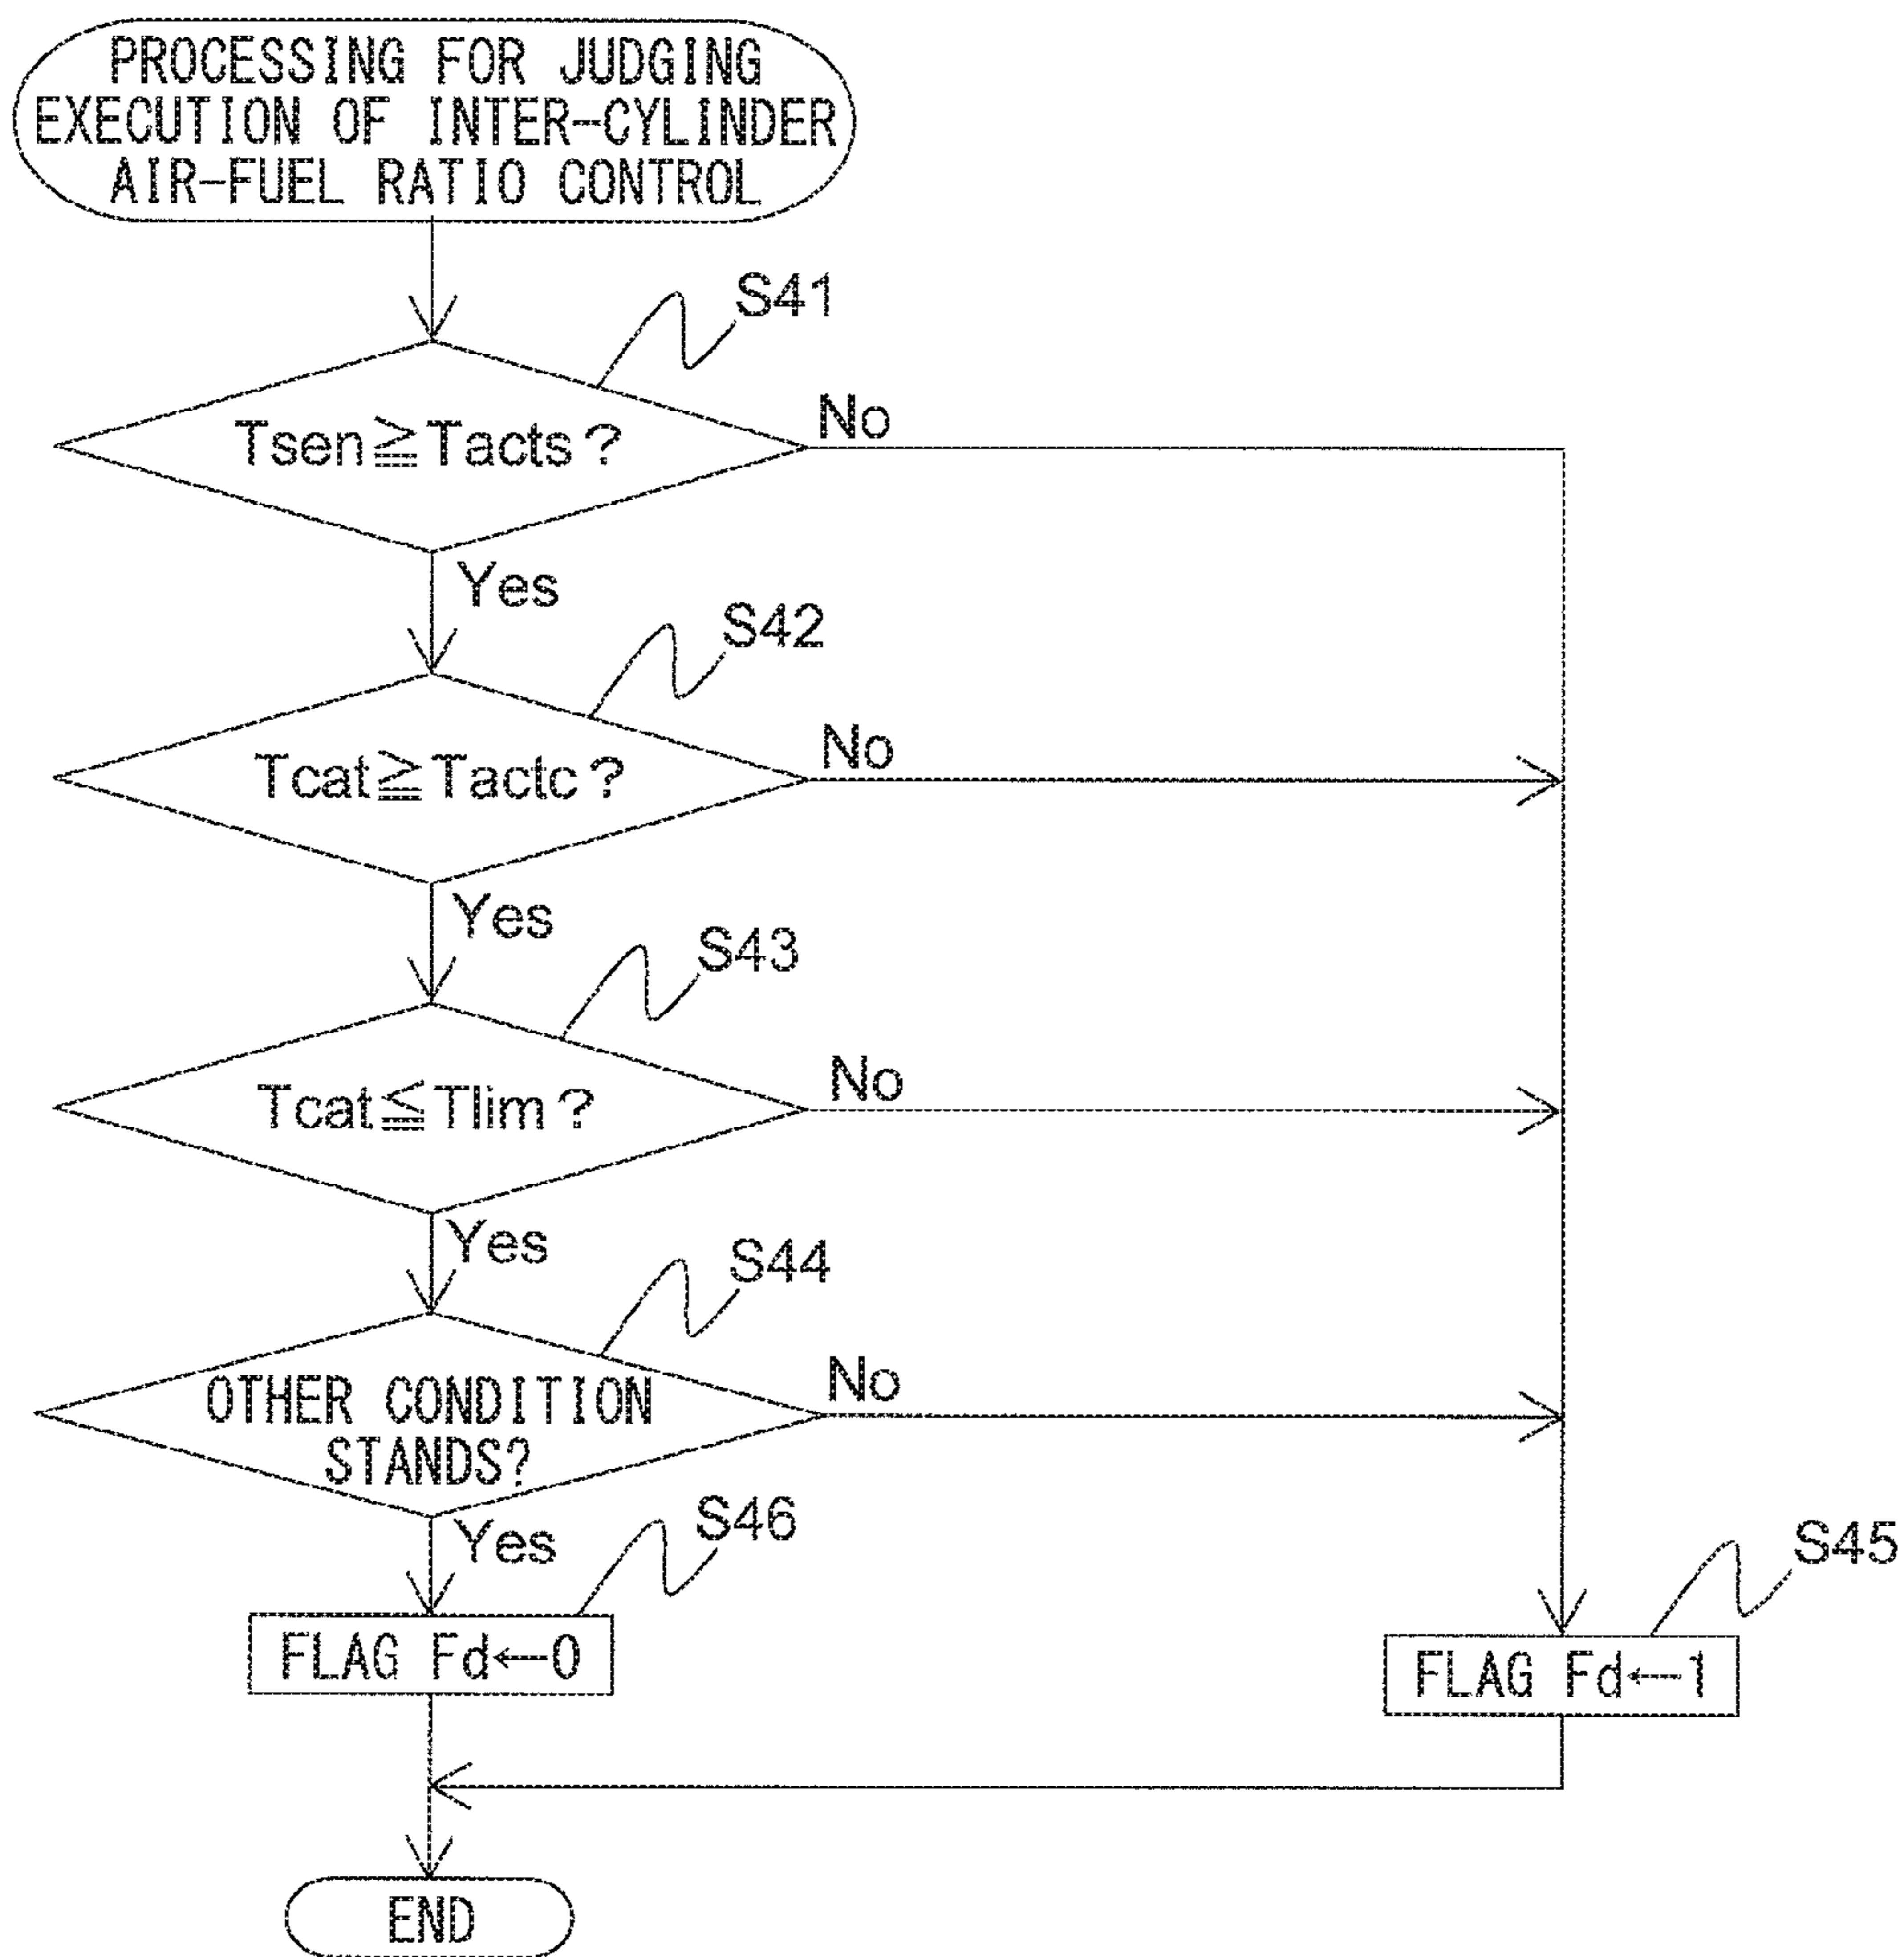 PROCESSING FOR JUDGING
EXECUTION OF INTER-CYLINDER
AIR-FUEL RATIO CONTROL
S41
Tsen≧Tacts?
No
Yes
S42
Tcat≧Tactc?
No
Yes
S43
Tcat≦Tlim?
No
Yes
S44
OTHER CONDITION
STANDS?
No
Yes
S46
FLAG Fd←0
S45
FLAG Fd←1
END